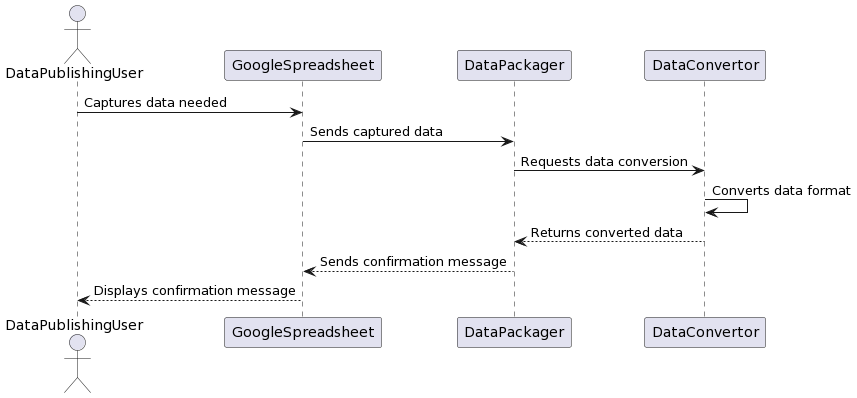 DataPublishingUser
GoogleSpreadsheet
DataPackager
DataConvertor
Captures data needed
Sends captured data
Requests data conversion
Converts data format
Returns converted data
Sends confirmation message
Displays confirmation message
DataPublishingUser
GoogleSpreadsheet
DataPackager
DataConvertor